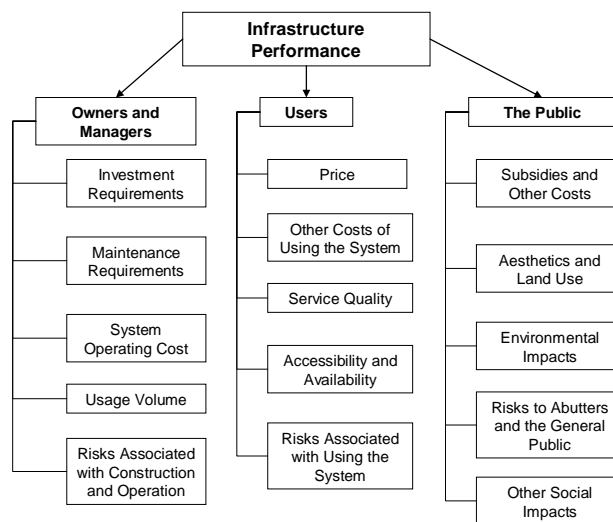 Infrastructure
Performance
Owners and
Managers
Investment
Requirements
Maintenance
Requirements
System
Operating Cost
Usage Volume
Risks Associated
with Construction
and Operation
Users
Price
Other Costs of
Using the System
Service Quality
Accessibility and
Availability
Risks Associated
with Using the
System
The Public
Subsidies and
Other Costs
Aesthetics and
Land Use
Environmental
Impacts
Risks to Abutters
and the General
Public
Other Social
Impacts